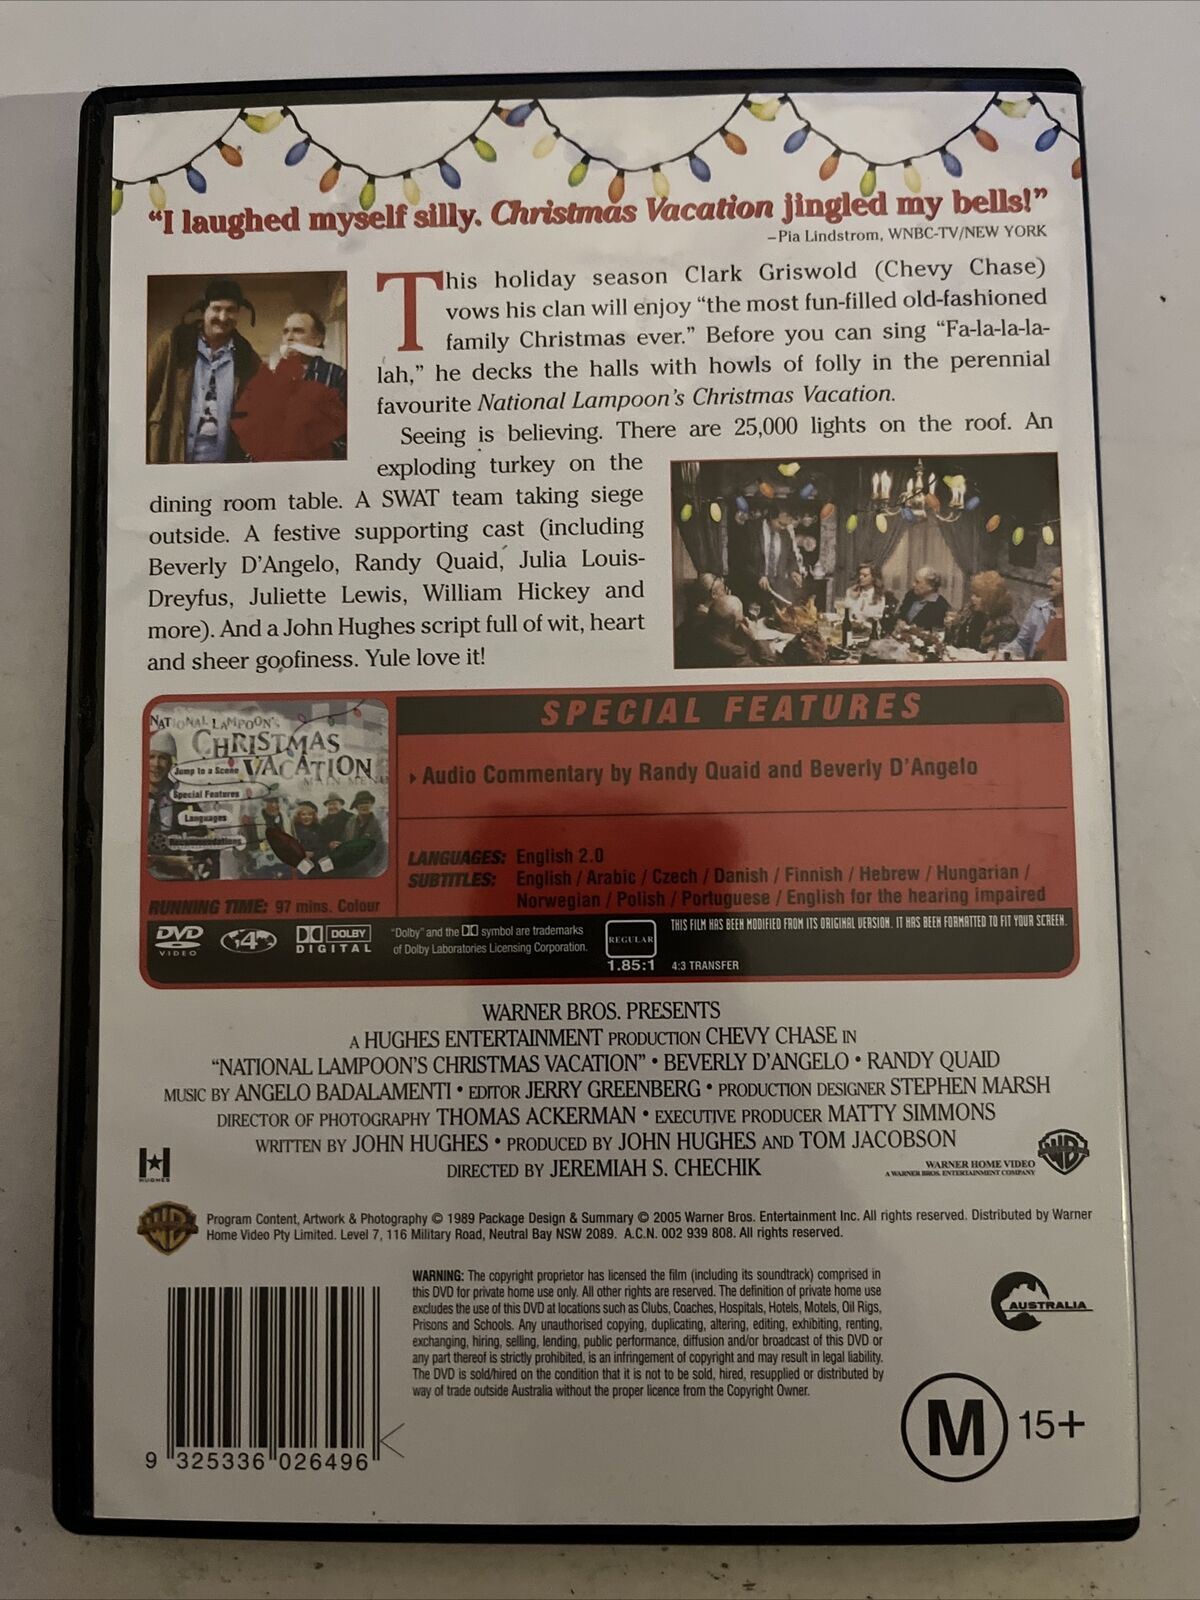 “I laughed myself silly. Christmas Vacation jingled my bells!”
–Pia Lindstrom, WNBC-TV/NEW YORK
This holiday season Clark Griswold (Chevy Chase)
vows his clan will enjoy “the most fun-filled old-fashioned
family Christmas ever.” Before you can sing “Fa-la-la-la-
lah,” he decks the halls with howls of folly in the perennial
favourite National Lampoon’s Christmas Vacation.
Seeing is believing. There are 25,000 lights on the roof. An
exploding turkey on the
dining room table. A SWAT team taking siege
outside. A festive supporting cast (including
Beverly D’Angelo, Randy Quaid, Julia Louis-
Dreyfus, Juliette Lewis, William Hickey and
more). And a John Hughes script full of wit, heart
and sheer goofiness. Yule love it!
NATIONAL LAMPOON'S
CHRISTMAS
VACATION
MAIN MENU
Jump to a Scene
Special Features
Languages
SPECIAL FEATURES
Audio Commentary by Randy Quaid and Beverly D'Angelo
LANGUAGES: English 2.0
SUBTITLES: English / Arabic / Czech / Danish / Finnish / Hebrew / Hungarian /
Norwegian / Polish / Portuguese / English for the hearing impaired
RUNNING TIME: 97 mins. Colour
DVD
VIDEO
4
DOLBY
DIGITAL
"Dolby" and the DD symbol are trademarks
of Dolby Laboratories Licensing Corporation.
REGULAR
1.85:1
THIS FILM HAS BEEN MODIFIED FROM ITS ORIGINAL VERSION. IT HAS BEEN FORMATTED TO FIT YOUR SCREEN.
4:3 TRANSFER
WARNER BROS. PRESENTS
A HUGHES ENTERTAINMENT PRODUCTION CHEVY CHASE IN
“NATIONAL LAMPOON’S CHRISTMAS VACATION” • BEVERLY D’ANGELO • RANDY QUAID
MUSIC BY ANGELO BADALAMENTI • EDITOR JERRY GREENBERG • PRODUCTION DESIGNER STEPHEN MARSH
DIRECTOR OF PHOTOGRAPHY THOMAS ACKERMAN • EXECUTIVE PRODUCER MATTY SIMMONS
WRITTEN BY JOHN HUGHES • PRODUCED BY JOHN HUGHES AND TOM JACOBSON
DIRECTED BY JEREMIAH S. CHECHIK
HUGHES
WARNER HOME VIDEO
A WARNER BROS. ENTERTAINMENT COMPANY
WB
WB
Program Content, Artwork & Photography © 1989 Package Design & Summary © 2005 Warner Bros. Entertainment Inc. All rights reserved. Distributed by Warner
Home Video Pty Limited. Level 7, 116 Military Road, Neutral Bay NSW 2089. A.C.N. 002 939 808. All rights reserved.
WARNING: The copyright proprietor has licensed the film (including its soundtrack) comprised in
this DVD for private home use only. All other rights are reserved. The definition of private home use
excludes the use of this DVD at locations such as Clubs, Coaches, Hospitals, Hotels, Motels, Oil Rigs,
Prisons and Schools. Any unauthorised copying, duplicating, altering, editing, exhibiting, renting,
exchanging, hiring, selling, lending, public performance, diffusion and/or broadcast of this DVD or
any part thereof is strictly prohibited, is an infringement of copyright and may result in legal liability.
The DVD is sold/hired on the condition that it is not to be sold, hired, resupplied or distributed by
way of trade outside Australia without the proper licence from the Copyright Owner.
AUSTRALIA
M 15+
9 325336 026496